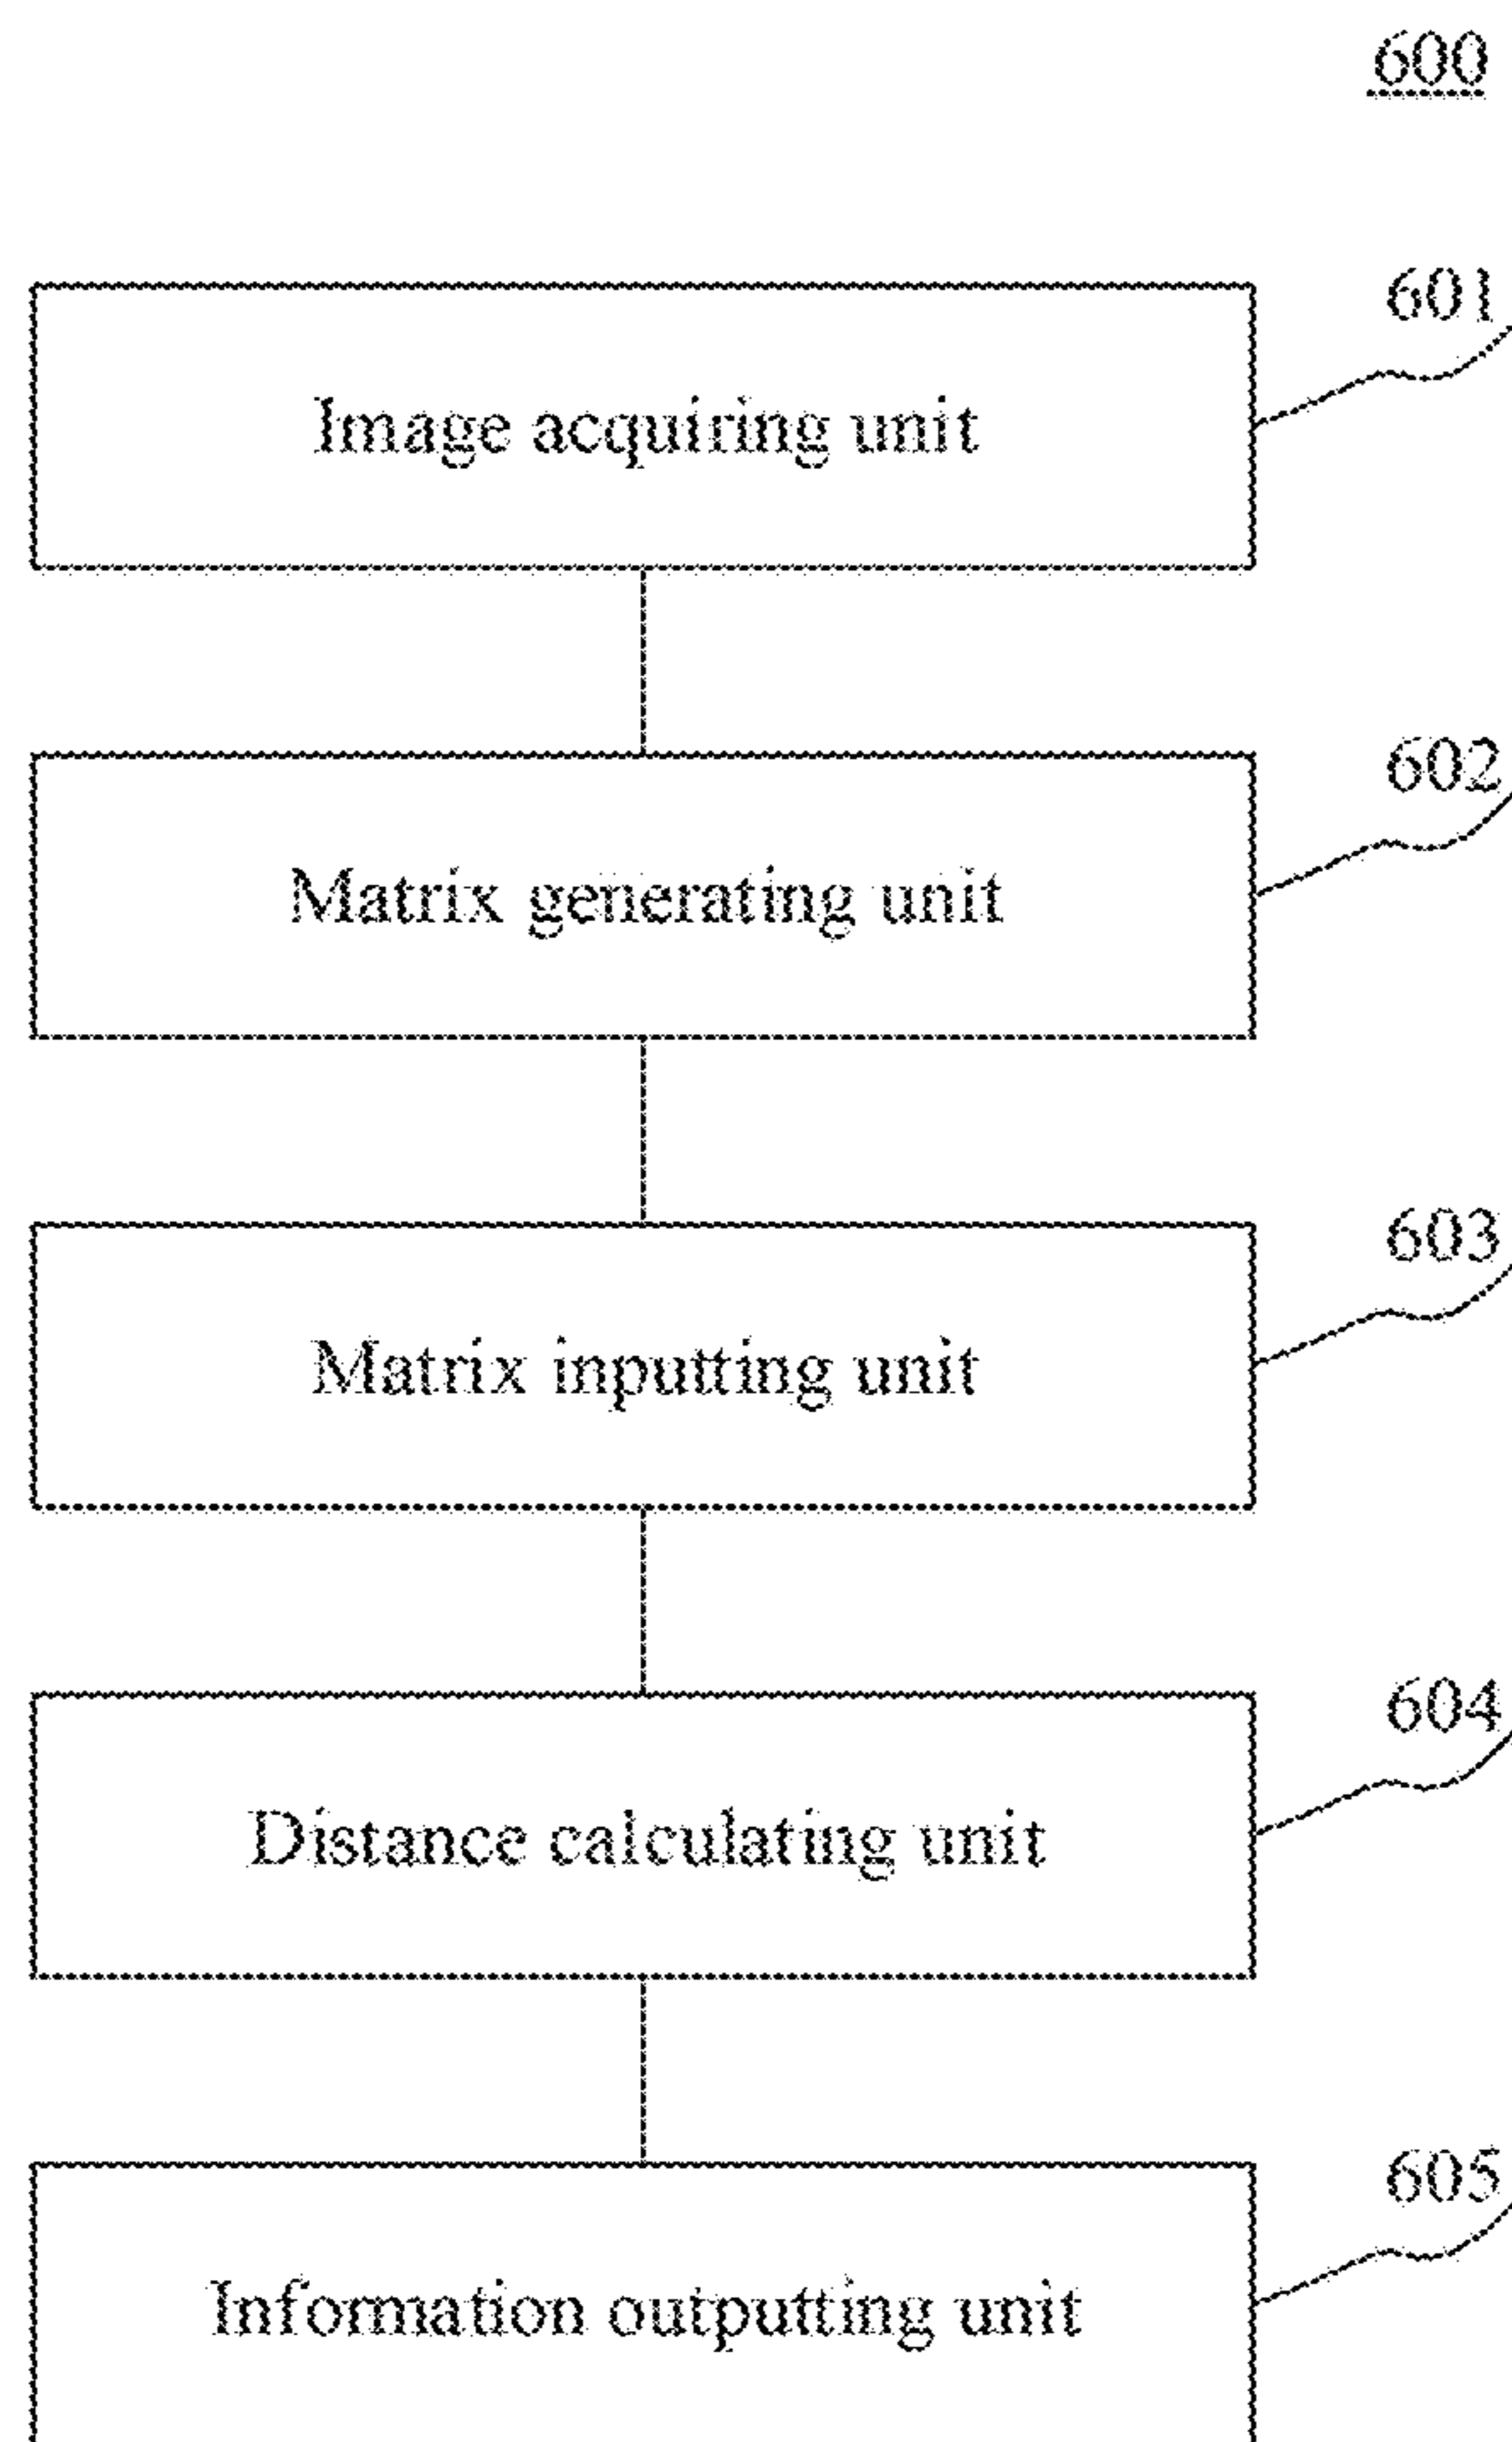 600
601
Image acquiring unit
602
Matrix generating unit
603
Matrix inputting unit
604
Distance calculating unit
605
Information outputting unit